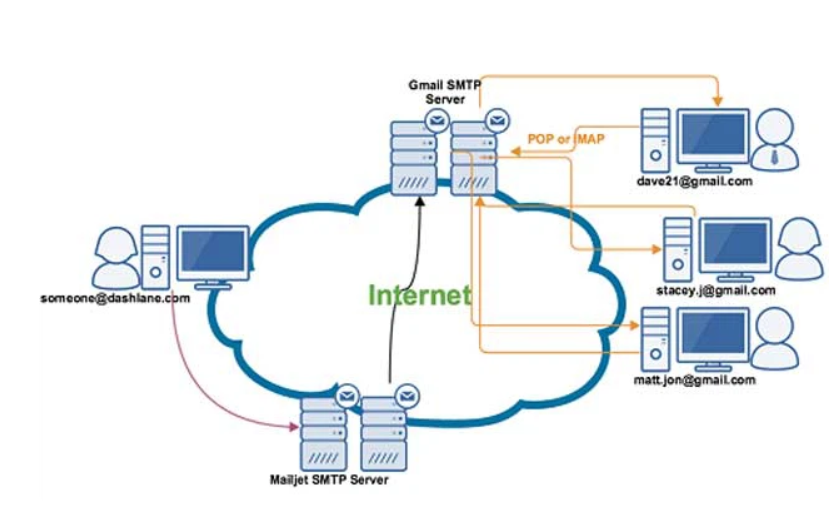 Gmail SMTP
Server
POP or IMAP
dave21@gmail.com
someone@dashlane.com
stacey.j@gmail.com
Internet
matt.jon@gmail.com
Mailjet SMTP Server